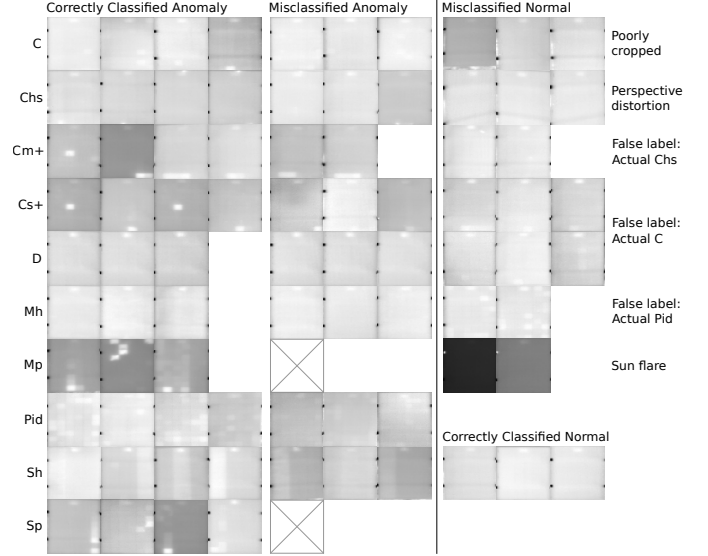 Correctly Classified Anomaly
Misclassified Anomaly
Misclassified Normal
C
Poorly
cropped
Chs
Perspective
distortion
Cm+
False label:
Actual Chs
Cs+
False label:
Actual C
D
Mh
False label:
Actual Pid
Mp
Sun flare
Pid
Correctly Classified Normal
Sh
Sp